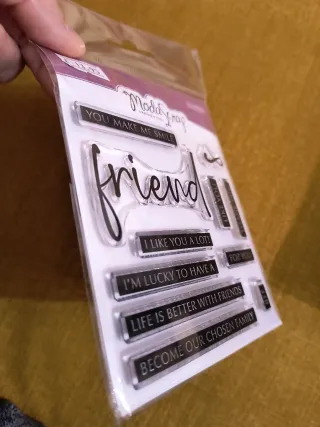 Modascrap
YOU MAKE ME SMILE
friend
I LIKE YOU A LOT!
I'M LUCKY TO HAVE A
LIFE IS BETTER WITH FRIENDS
BECOME OUR CHOSEN FAMILY